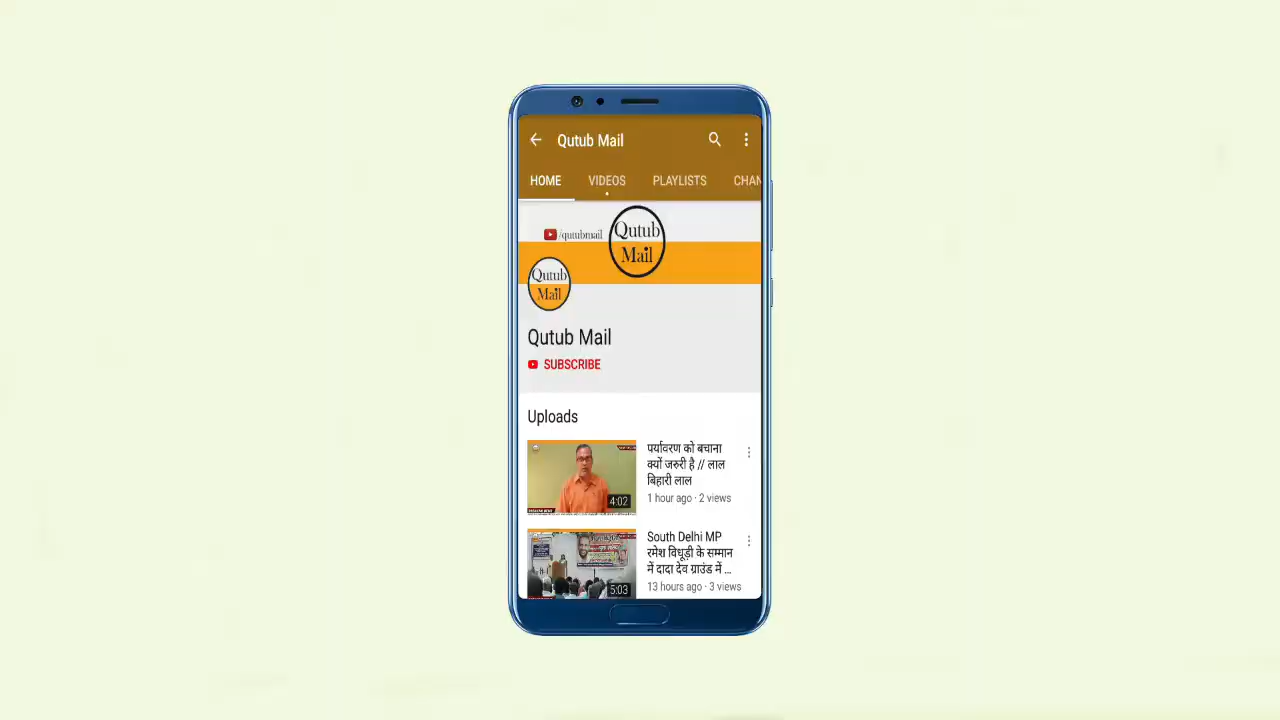 Qutub Mail
HOME VIDEOS PLAYLISTS CHAN
/qutubmail
Qutub
Mail
Qutub
Mail
Qutub Mail
SUBSCRIBE
Uploads
पर्यावरण को बचाना
क्यों जरुरी है // लाल
बिहारी लाल
1 hour ago · 2 views
4:02
South Delhi MP
रमेश विधूड़ी के सम्मान
में दादा देव ग्राउंड में ...
13 hours ago · 3 views
5:03